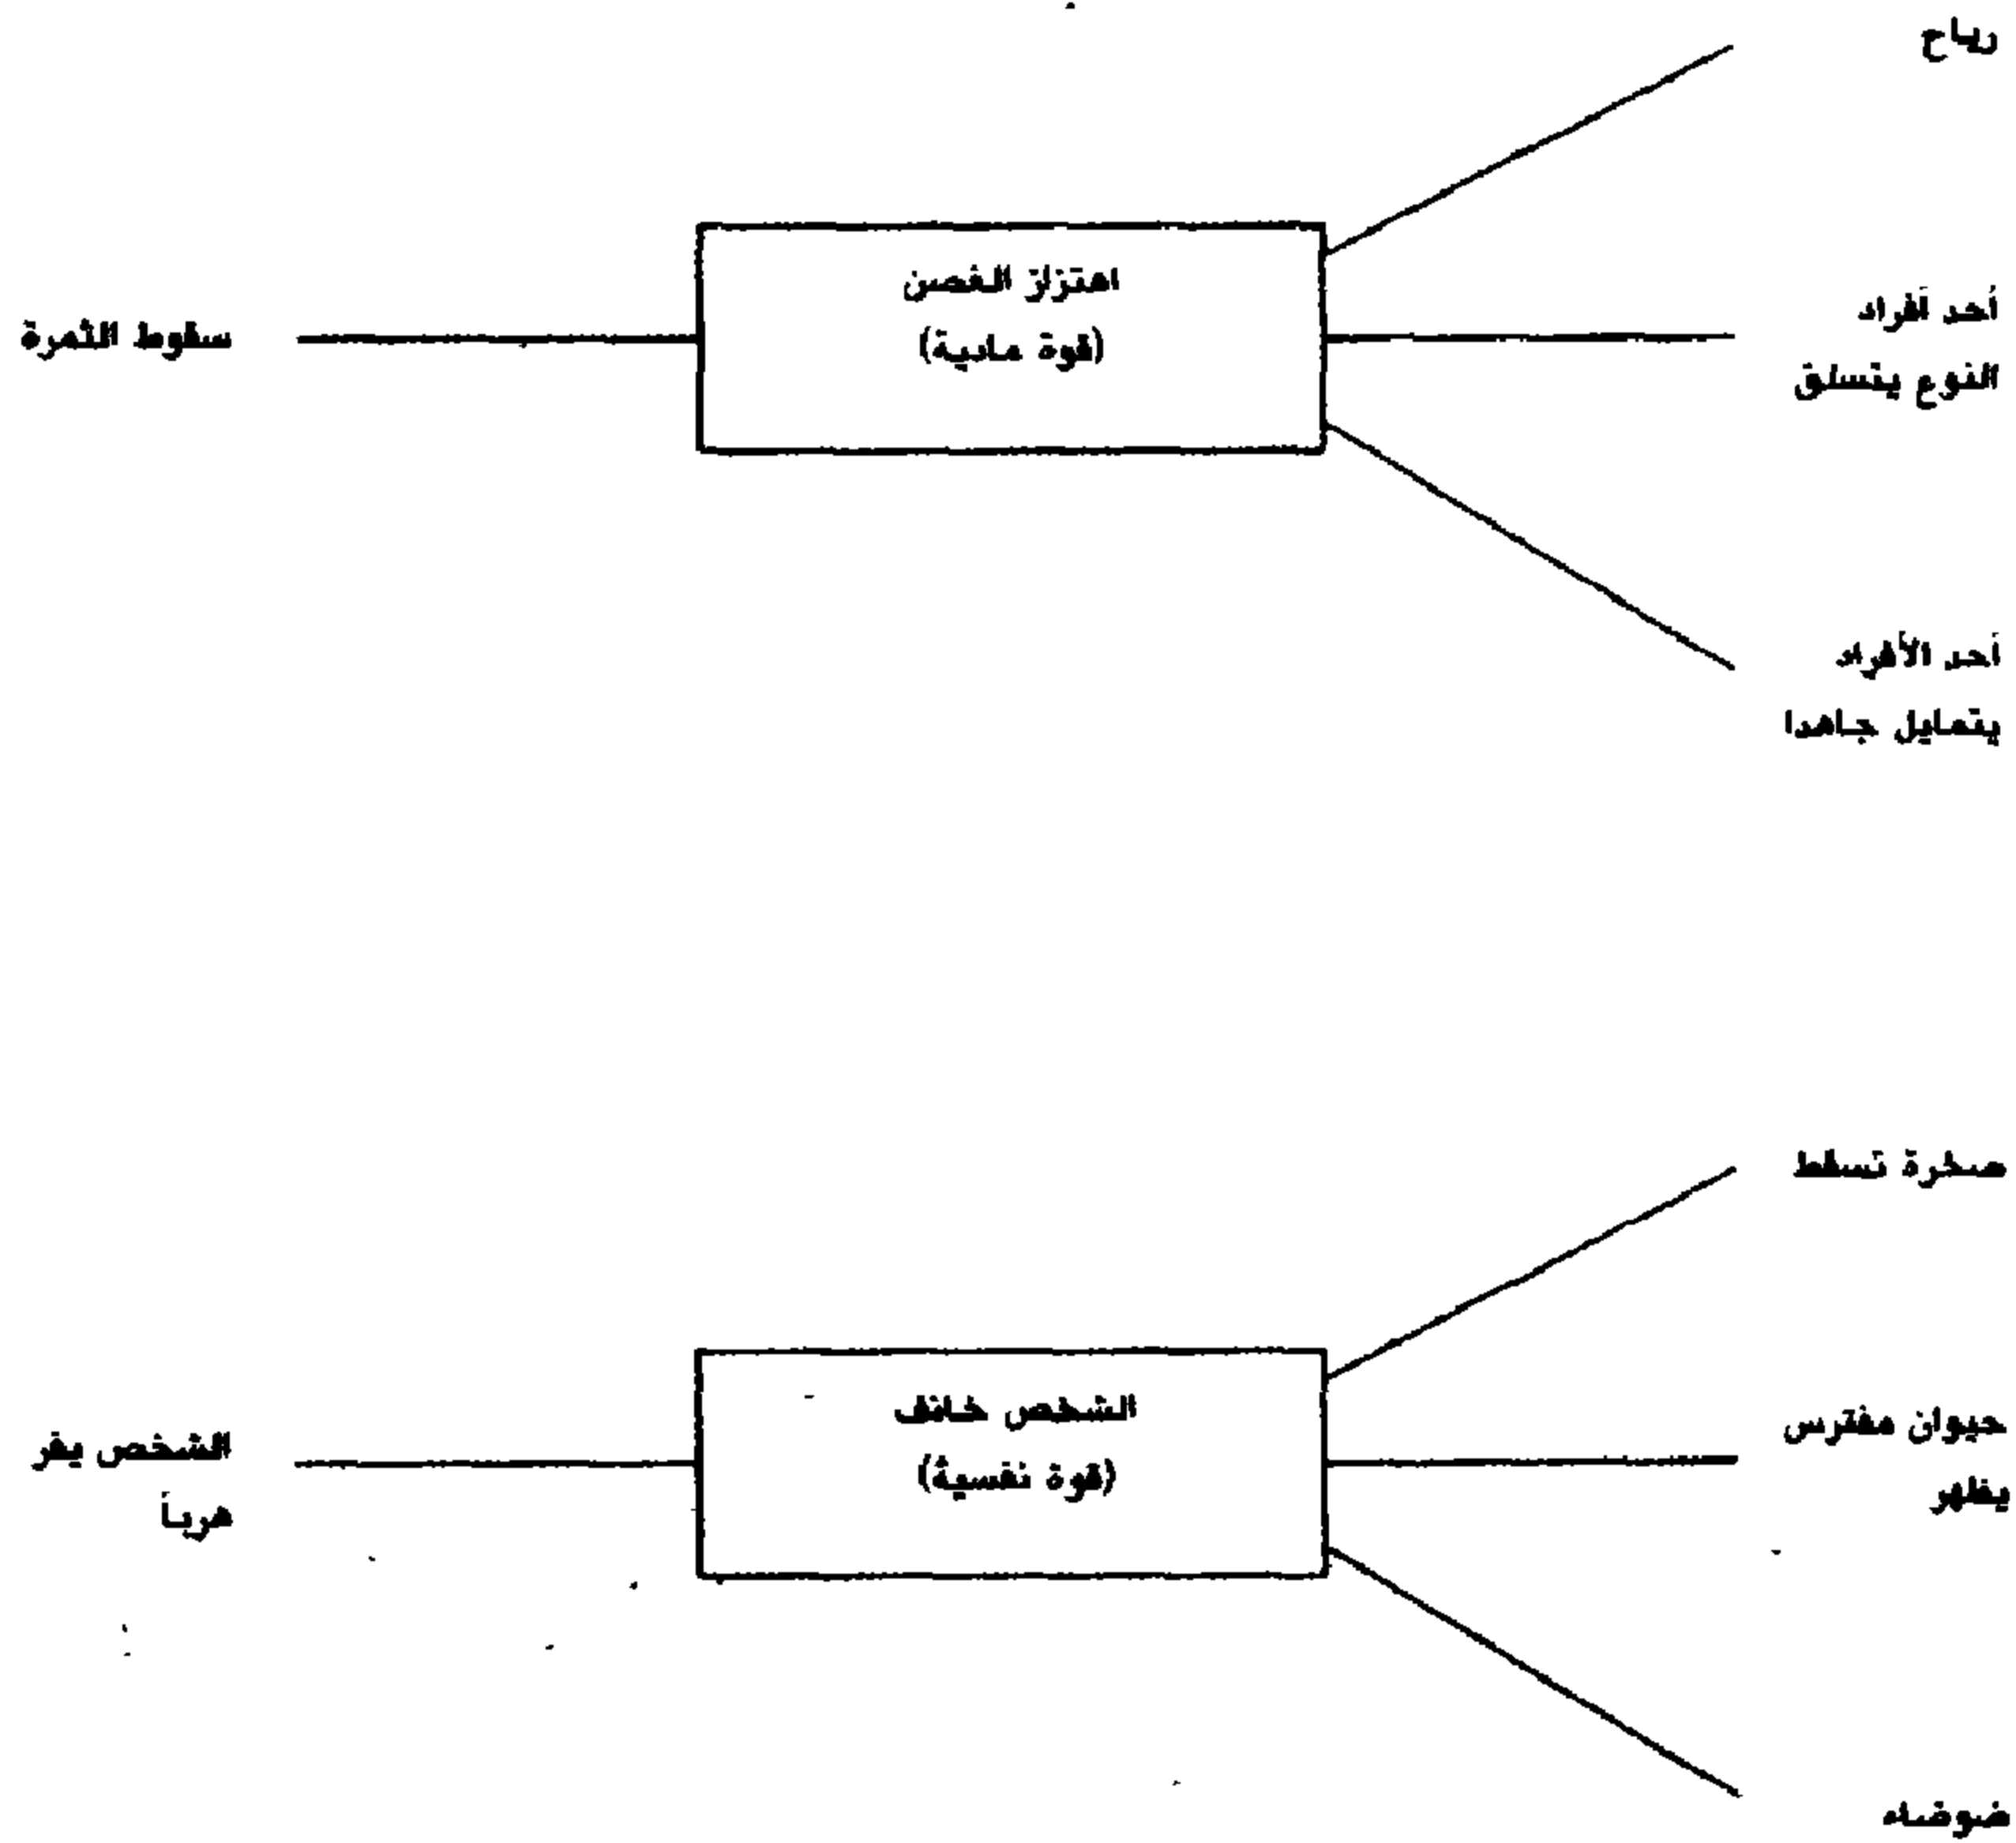 رياح
اهتزاز الغصن
(قوة مادية)
سقوط الثمرة
أحد أفراد
النوع يتسلق
أحد الأفراد
يتمايل جاهدا
صخرة تسقط
الشخص خائف
(قوة نفسية)
الشخص يفر
هرباً
حيوان مفترس
يظهر
ضوضاء